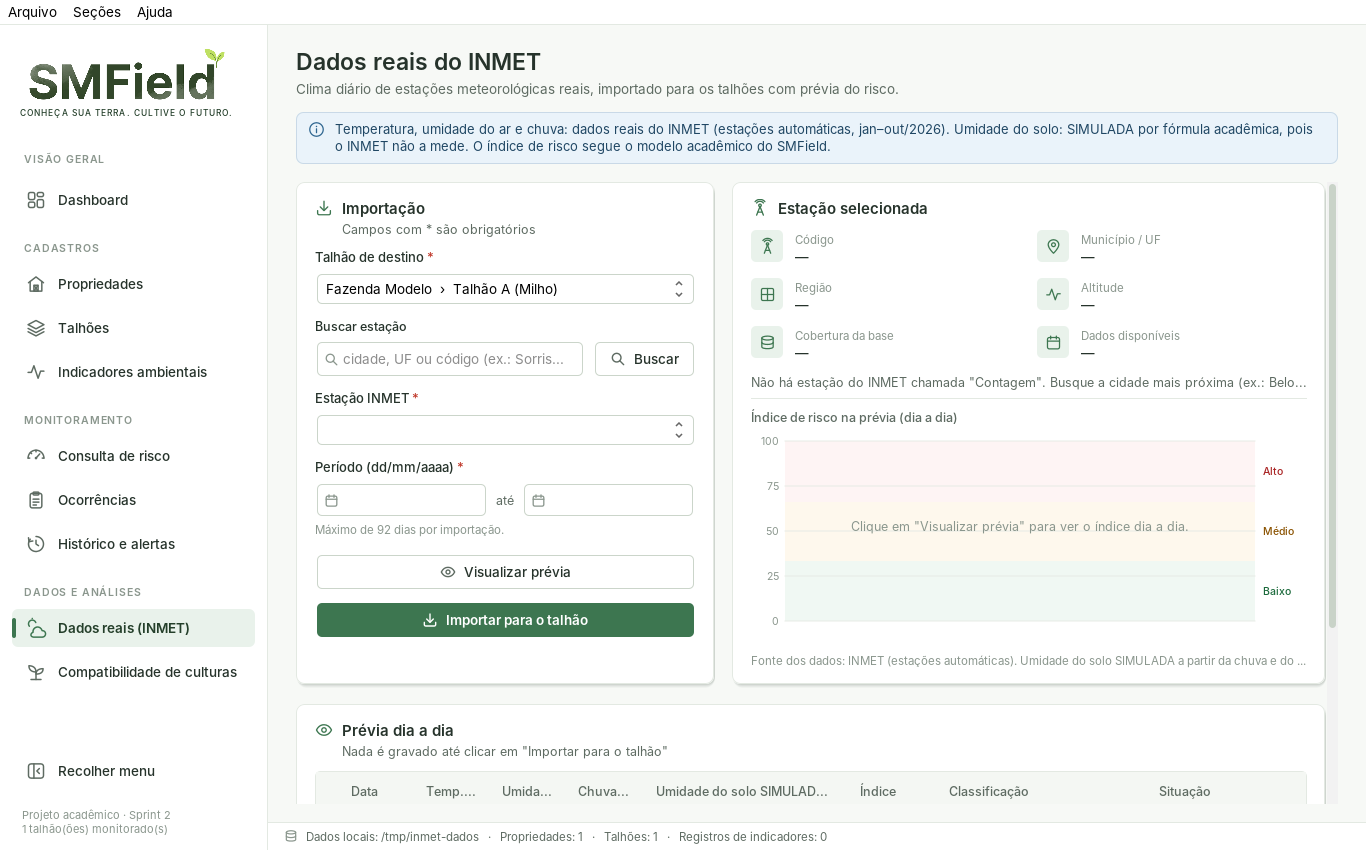 Arquivo Seções Ajuda
SMField
CONHEÇA SUA TERRA. CULTIVE O FUTURO.
VISÃO GERAL
Dashboard
CADASTROS
Propriedades
Talhões
Indicadores ambientais
MONITORAMENTO
Consulta de risco
Ocorrências
Histórico e alertas
DADOS E ANÁLISES
Dados reais (INMET)
Compatibilidade de culturas
Recolher menu
Projeto acadêmico · Sprint 2
1 talhão(ões) monitorado(s)
Dados reais do INMET
Clima diário de estações meteorológicas reais, importado para os talhões com prévia do risco.
Temperatura, umidade do ar e chuva: dados reais do INMET (estações automáticas, jan–out/2026). Umidade do solo: SIMULADA por fórmula acadêmica, pois
o INMET não a mede. O índice de risco segue o modelo acadêmico do SMField.
Importação
Campos com * são obrigatórios
Talhão de destino *
Fazenda Modelo › Talhão A (Milho)
Buscar estação
cidade, UF ou código (ex.: Sorris...
Buscar
Estação INMET *
Período (dd/mm/aaaa) *
até
Máximo de 92 dias por importação.
Visualizar prévia
Importar para o talhão
Estação selecionada
Código
—
Município / UF
—
Região
—
Altitude
—
Cobertura da base
—
Dados disponíveis
—
Não há estação do INMET chamada "Contagem". Busque a cidade mais próxima (ex.: Belo...
Índice de risco na prévia (dia a dia)
100
75
50
25
0
Alto
Médio
Baixo
Clique em "Visualizar prévia" para ver o índice dia a dia.
Fonte dos dados: INMET (estações automáticas). Umidade do solo SIMULADA a partir da chuva e do ...
Prévia dia a dia
Nada é gravado até clicar em "Importar para o talhão"
Data Temp.... Umida... Chuva... Umidade do solo SIMULAD... Índice Classificação Situação
Dados locais: /tmp/inmet-dados · Propriedades: 1 · Talhões: 1 · Registros de indicadores: 0